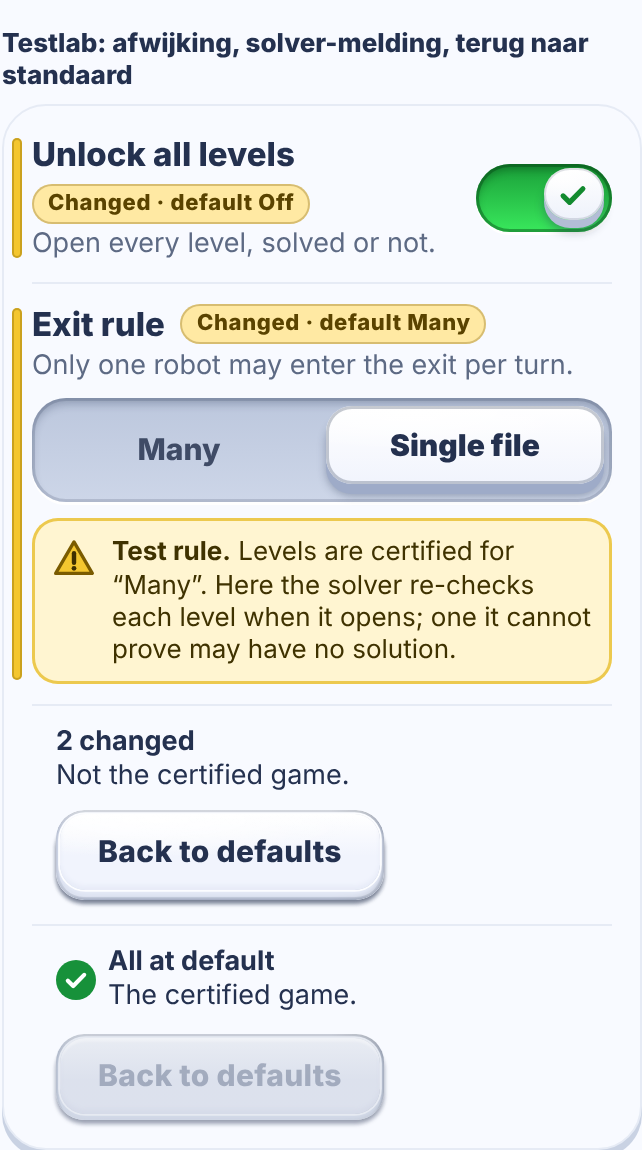 Testlab: afwijking, solver-melding, terug naar
standaard
Unlock all levels
Changed · default Off
Open every level, solved or not.
Exit rule
Changed · default Many
Only one robot may enter the exit per turn.
Many
Single file
Test rule. Levels are certified for
“Many”. Here the solver re-checks
each level when it opens; one it cannot
prove may have no solution.
2 changed
Not the certified game.
Back to defaults
All at default
The certified game.
Back to defaults